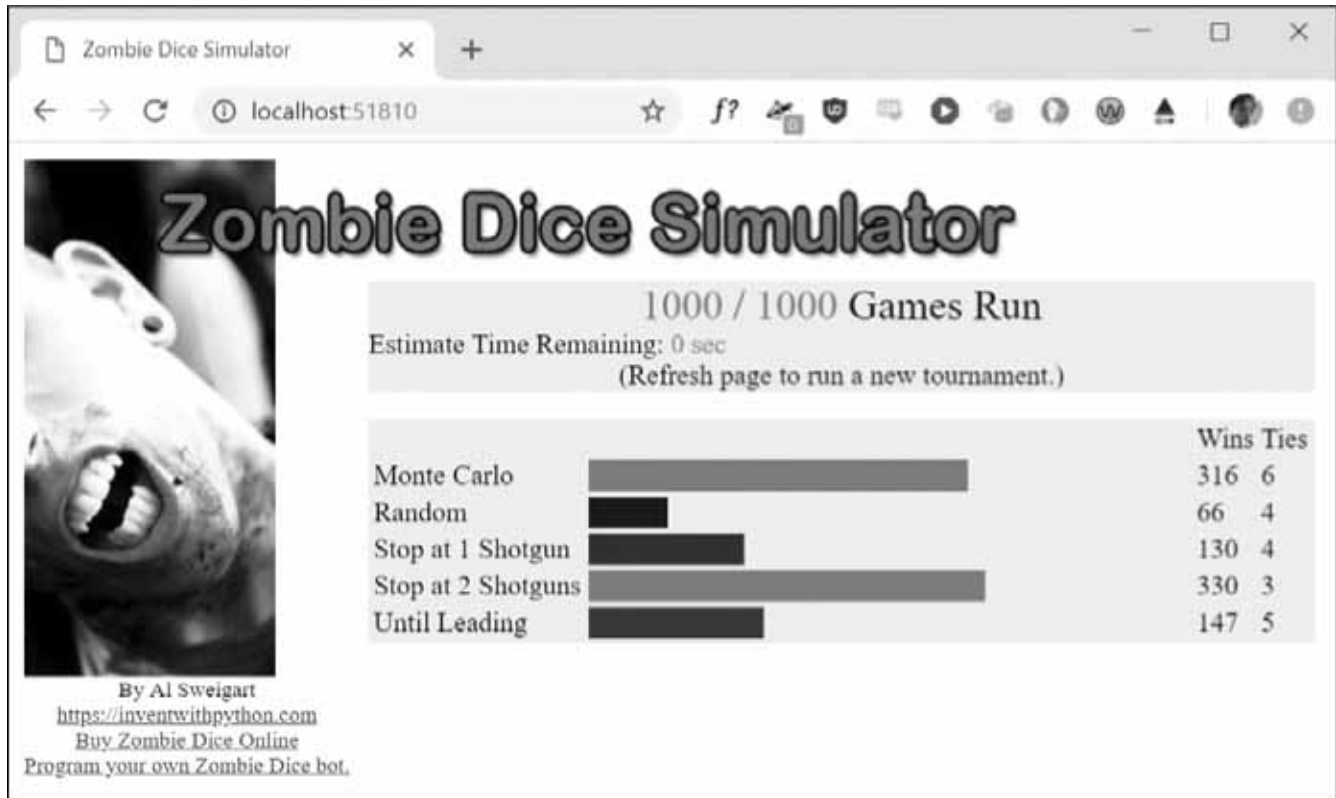 Zombie Dice Simulator
localhost:51810
f?
Zombie Dice Simulator
1000 / 1000 Games Run
Estimate Time Remaining: 0 sec
(Refresh page to run a new tournament.)
Wins Ties
Monte Carlo 316 6
Random 66 4
Stop at 1 Shotgun 130 4
Stop at 2 Shotguns 330 3
Until Leading 147 5
By Al Sweigart
https://inventwithpython.com
Buy Zombie Dice Online
Program your own Zombie Dice bot.